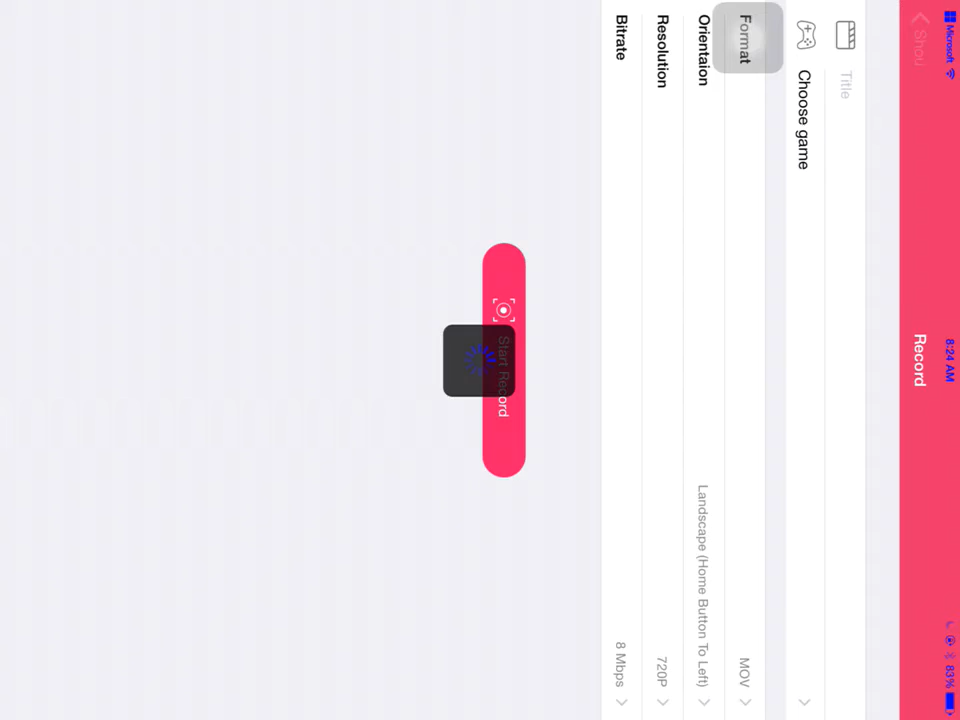 Microsoft 8:24 AM 83%
Shou Record
Title
Choose game
Format MOV
Orientaion Landscape (Home Button To Left)
Resolution 720P
Bitrate 8 Mbps
Start Record